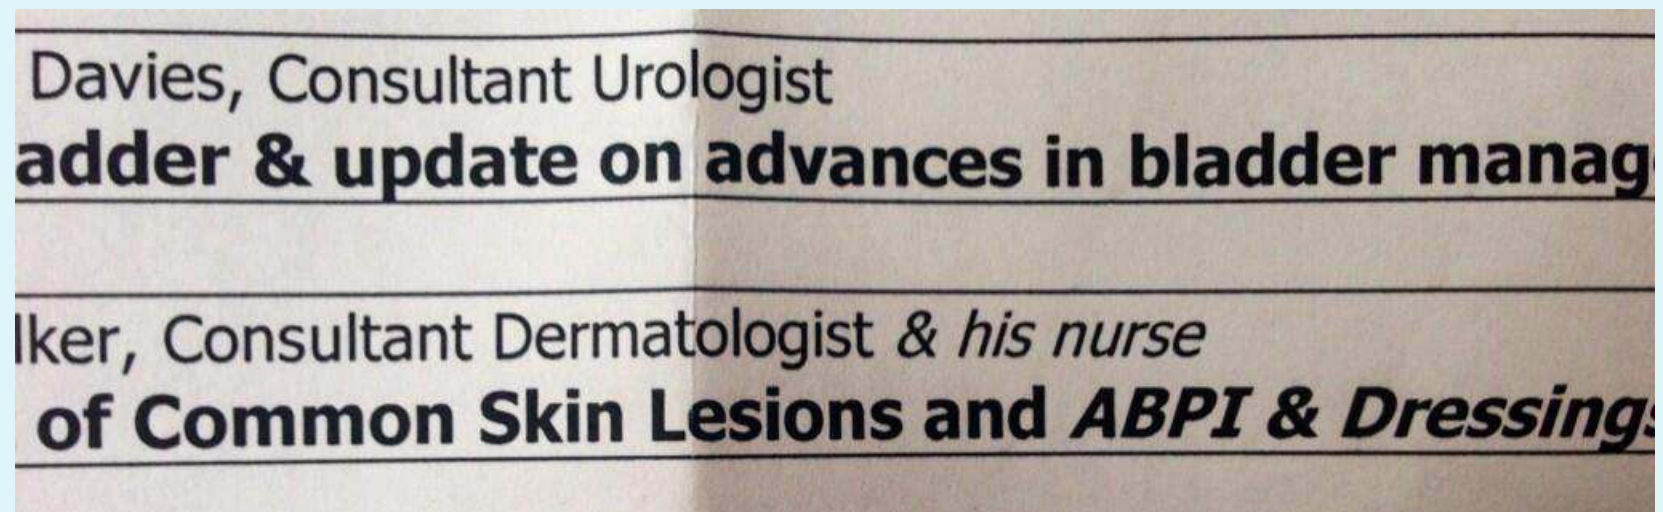 Davies, Consultant Urologist
adder & update on advances in bladder manag
lker, Consultant Dermatologist & his nurse
of Common Skin Lesions and ABPI & Dressings